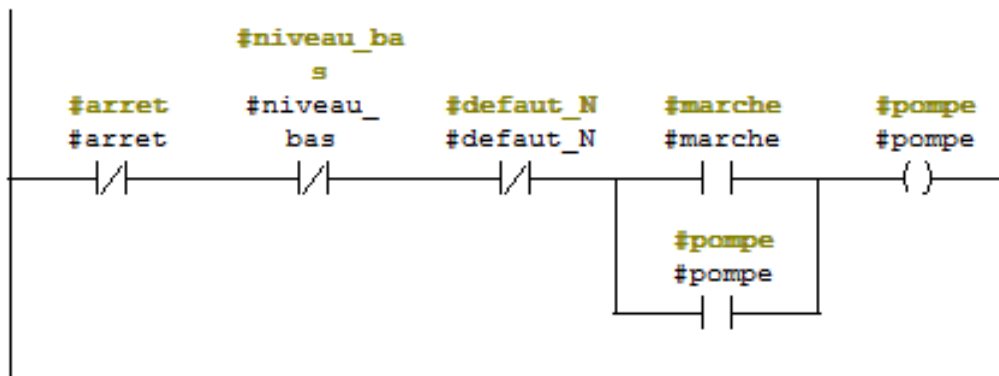 #niveau_ba
s
#arret
#niveau_
bas
#arret
#defaut_N
#defaut_N
#marche
#marche
#pompe
#pompe
#pompe
#pompe